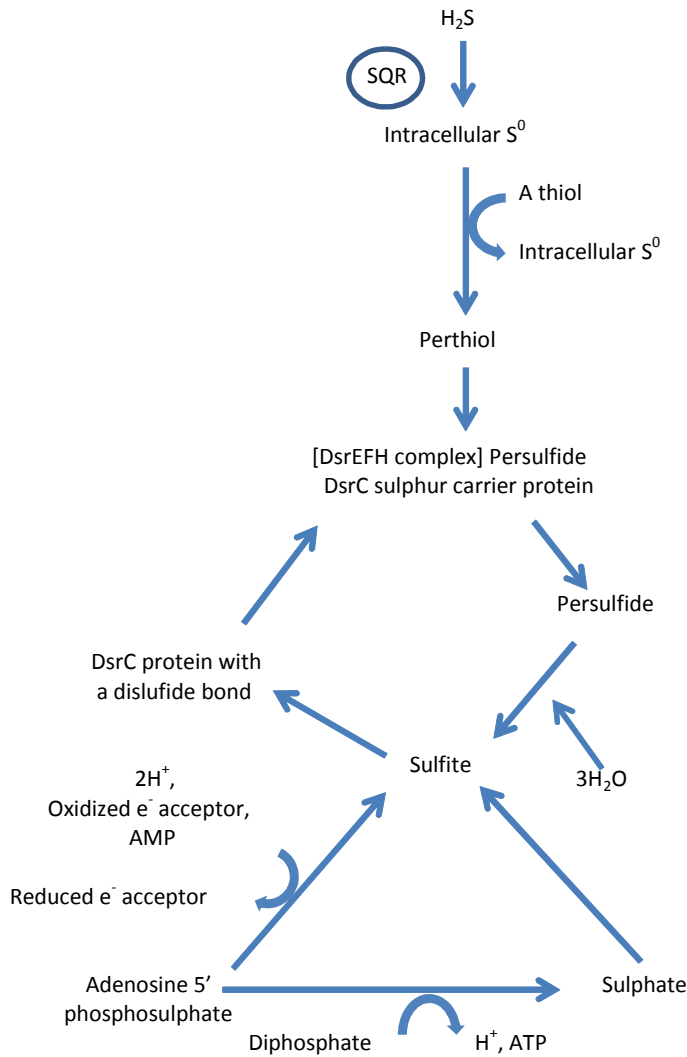 H₂S
SQR
Intracellular S⁰
A thiol
Intracellular S⁰
Perthiol
[DsrEFH complex] Persulfide
DsrC sulphur carrier protein
Persulfide
DsrC protein with
a dislufide bond
Sulfite
3H₂O
2H⁺,
Oxidized e⁻ acceptor,
AMP
Reduced e⁻ acceptor
Adenosine 5’
phosphosulphate
Sulphate
Diphosphate
H⁺, ATP